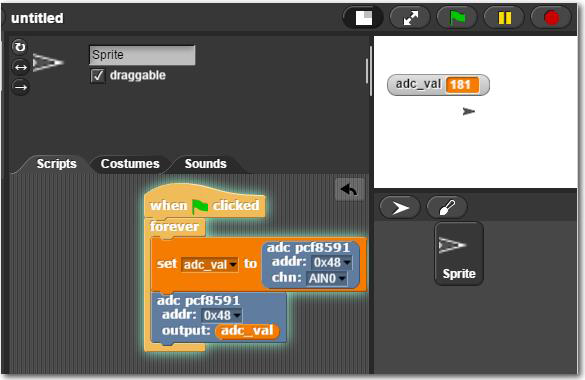 untitled
Sprite
draggable
Scripts Costumes Sounds
when clicked
forever
set adc_val to adc pcf8591
addr: 0x48
chn: AIN0
adc pcf8591
addr: 0x48
output: adc_val
adc_val 181
Sprite